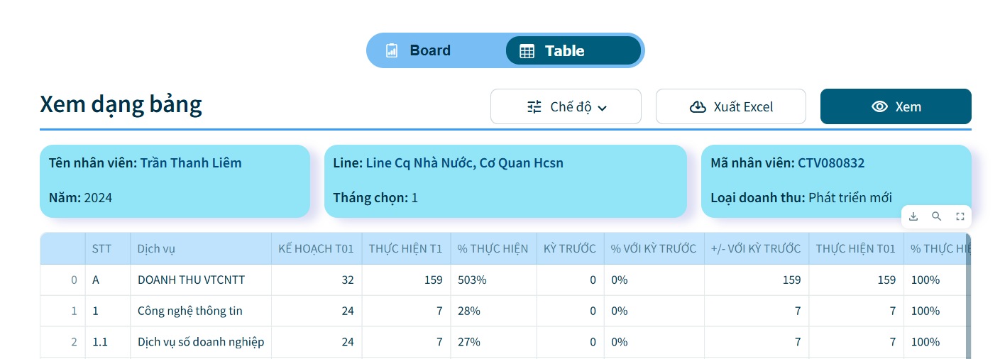 Board Table
Xem dạng bảng Chế độ Xuất Excel Xem
Tên nhân viên: Trần Thanh Liêm
Năm: 2024
Line: Line Cq Nhà Nước, Cơ Quan Hcsn
Tháng chọn: 1
Mã nhân viên: CTV080832
Loại doanh thu: Phát triển mới
STT Dịch vụ KẾ HOẠCH T01 THỰC HIỆN T1 % THỰC HIỆN KỲ TRƯỚC % VỚI KỲ TRƯỚC +/- VỚI KỲ TRƯỚC THỰC HIỆN T01 % THỰC HIỆ
0 A DOANH THU VTCNTT 32 159 503% 0 0% 159 159 100%
1 1 Công nghệ thông tin 24 7 28% 0 0% 7 7 100%
2 1.1 Dịch vụ số doanh nghiệp 24 7 27% 0 0% 7 7 100%